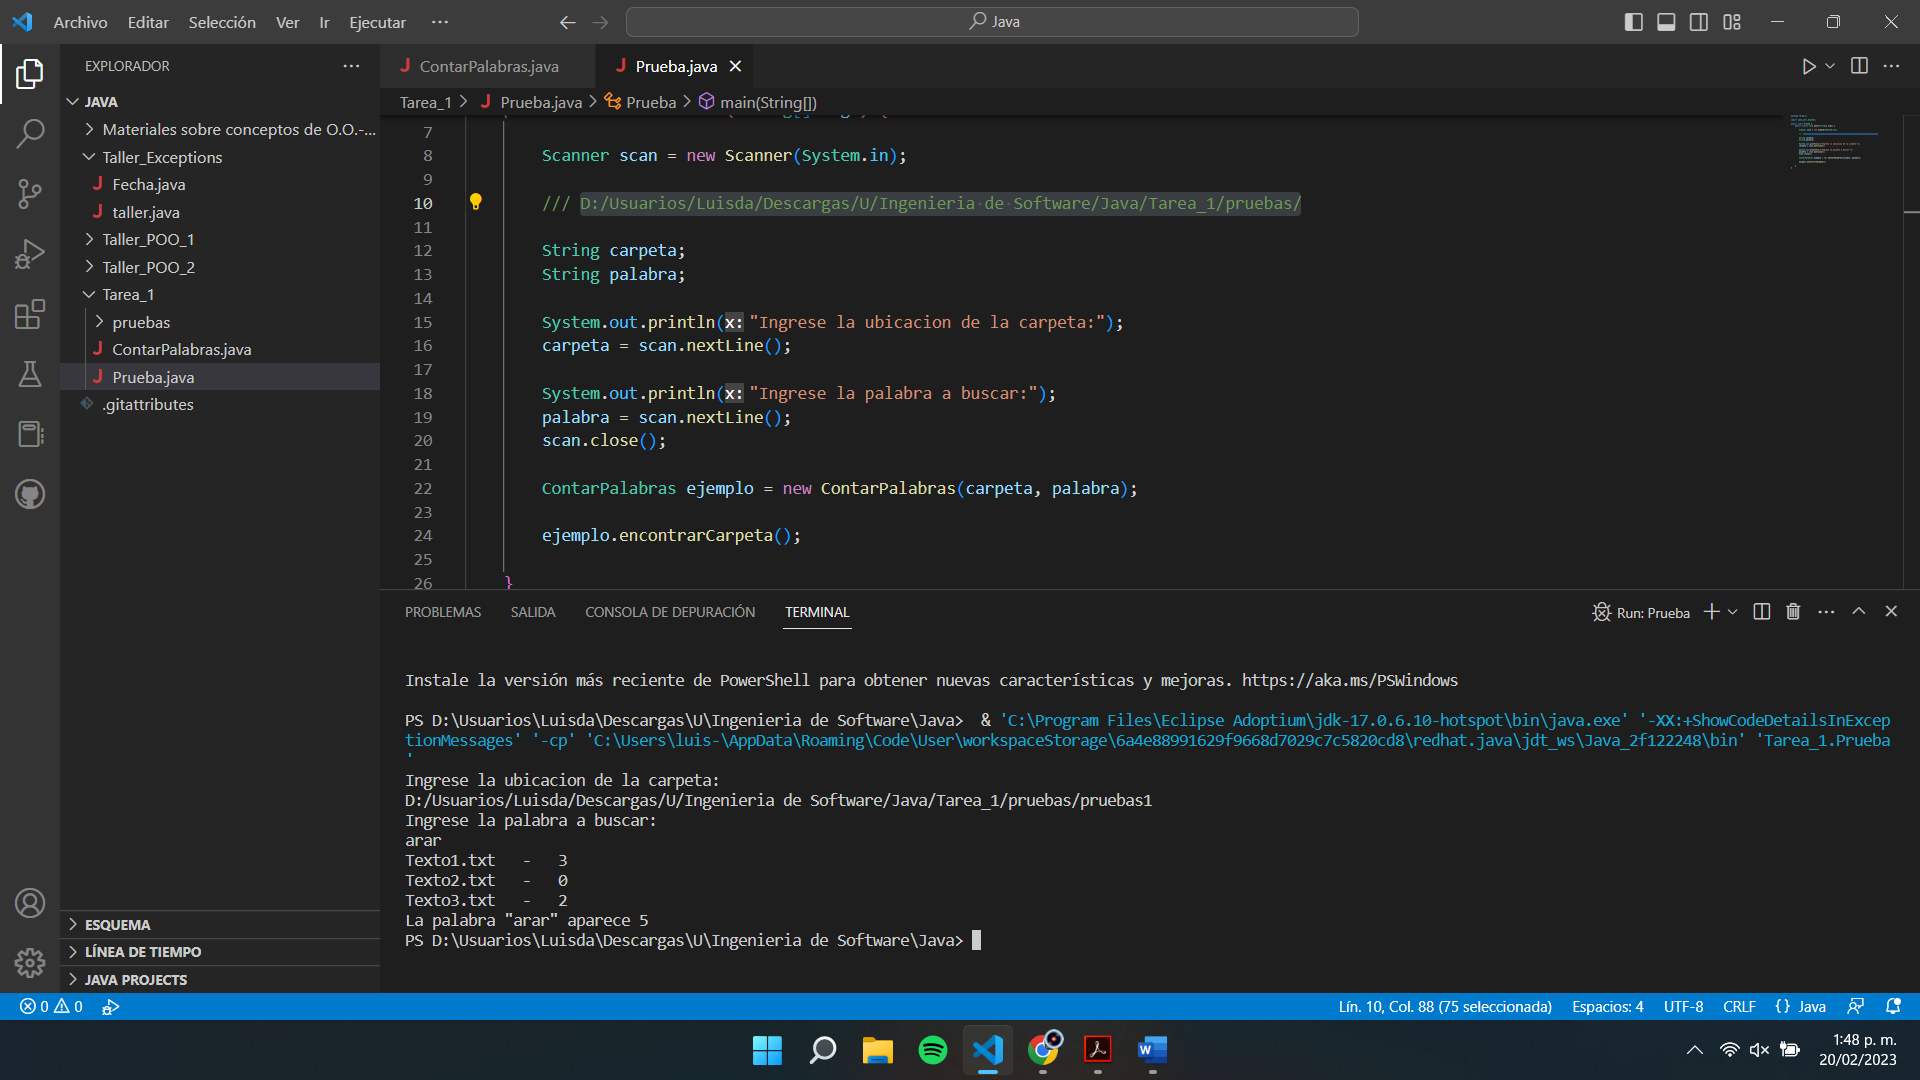 Archivo Editar Selección Ver Ir Ejecutar ···
Java
EXPLORADOR
JAVA
Materiales sobre conceptos de O.O.-...
Taller_Exceptions
Fecha.java
taller.java
Taller_POO_1
Taller_POO_2
Tarea_1
pruebas
ContarPalabras.java
Prueba.java
.gitattributes
ESQUEMA
LÍNEA DE TIEMPO
JAVA PROJECTS
ContarPalabras.java Prueba.java
Tarea_1 > Prueba.java > Prueba > main(String[])
7
8 Scanner scan = new Scanner(System.in);
9
10 /// D:/Usuarios/Luisda/Descargas/U/Ingenieria de Software/Java/Tarea_1/pruebas/
11
12 String carpeta;
13 String palabra;
14
15 System.out.println(x: "Ingrese la ubicacion de la carpeta:");
16 carpeta = scan.nextLine();
17
18 System.out.println(x: "Ingrese la palabra a buscar:");
19 palabra = scan.nextLine();
20 scan.close();
21
22 ContarPalabras ejemplo = new ContarPalabras(carpeta, palabra);
23
24 ejemplo.encontrarCarpeta();
25
26 }
PROBLEMAS SALIDA CONSOLA DE DEPURACIÓN TERMINAL
Run: Prueba
Instale la versión más reciente de PowerShell para obtener nuevas características y mejoras. https://aka.ms/PSWindows
PS D:\Usuarios\Luisda\Descargas\U\Ingenieria de Software\Java>  & 'C:\Program Files\Eclipse Adoptium\jdk-17.0.6.10-hotspot\bin\java.exe' '-XX:+ShowCodeDetailsInExcep
tionMessages' '-cp' 'C:\Users\luis-\AppData\Roaming\Code\User\workspaceStorage\6a4e88991629f9668d7029c7c5820cd8\redhat.java\jdt_ws\Java_2f122248\bin' 'Tarea_1.Prueba
'
Ingrese la ubicacion de la carpeta:
D:/Usuarios/Luisda/Descargas/U/Ingenieria de Software/Java/Tarea_1/pruebas/pruebas1
Ingrese la palabra a buscar:
arar
Texto1.txt - 3
Texto2.txt - 0
Texto3.txt - 2
La palabra "arar" aparece 5
PS D:\Usuarios\Luisda\Descargas\U\Ingenieria de Software\Java>
0 0
Lín. 10, Col. 88 (75 seleccionada) Espacios: 4 UTF-8 CRLF {} Java
1:48 p. m.
20/02/2023